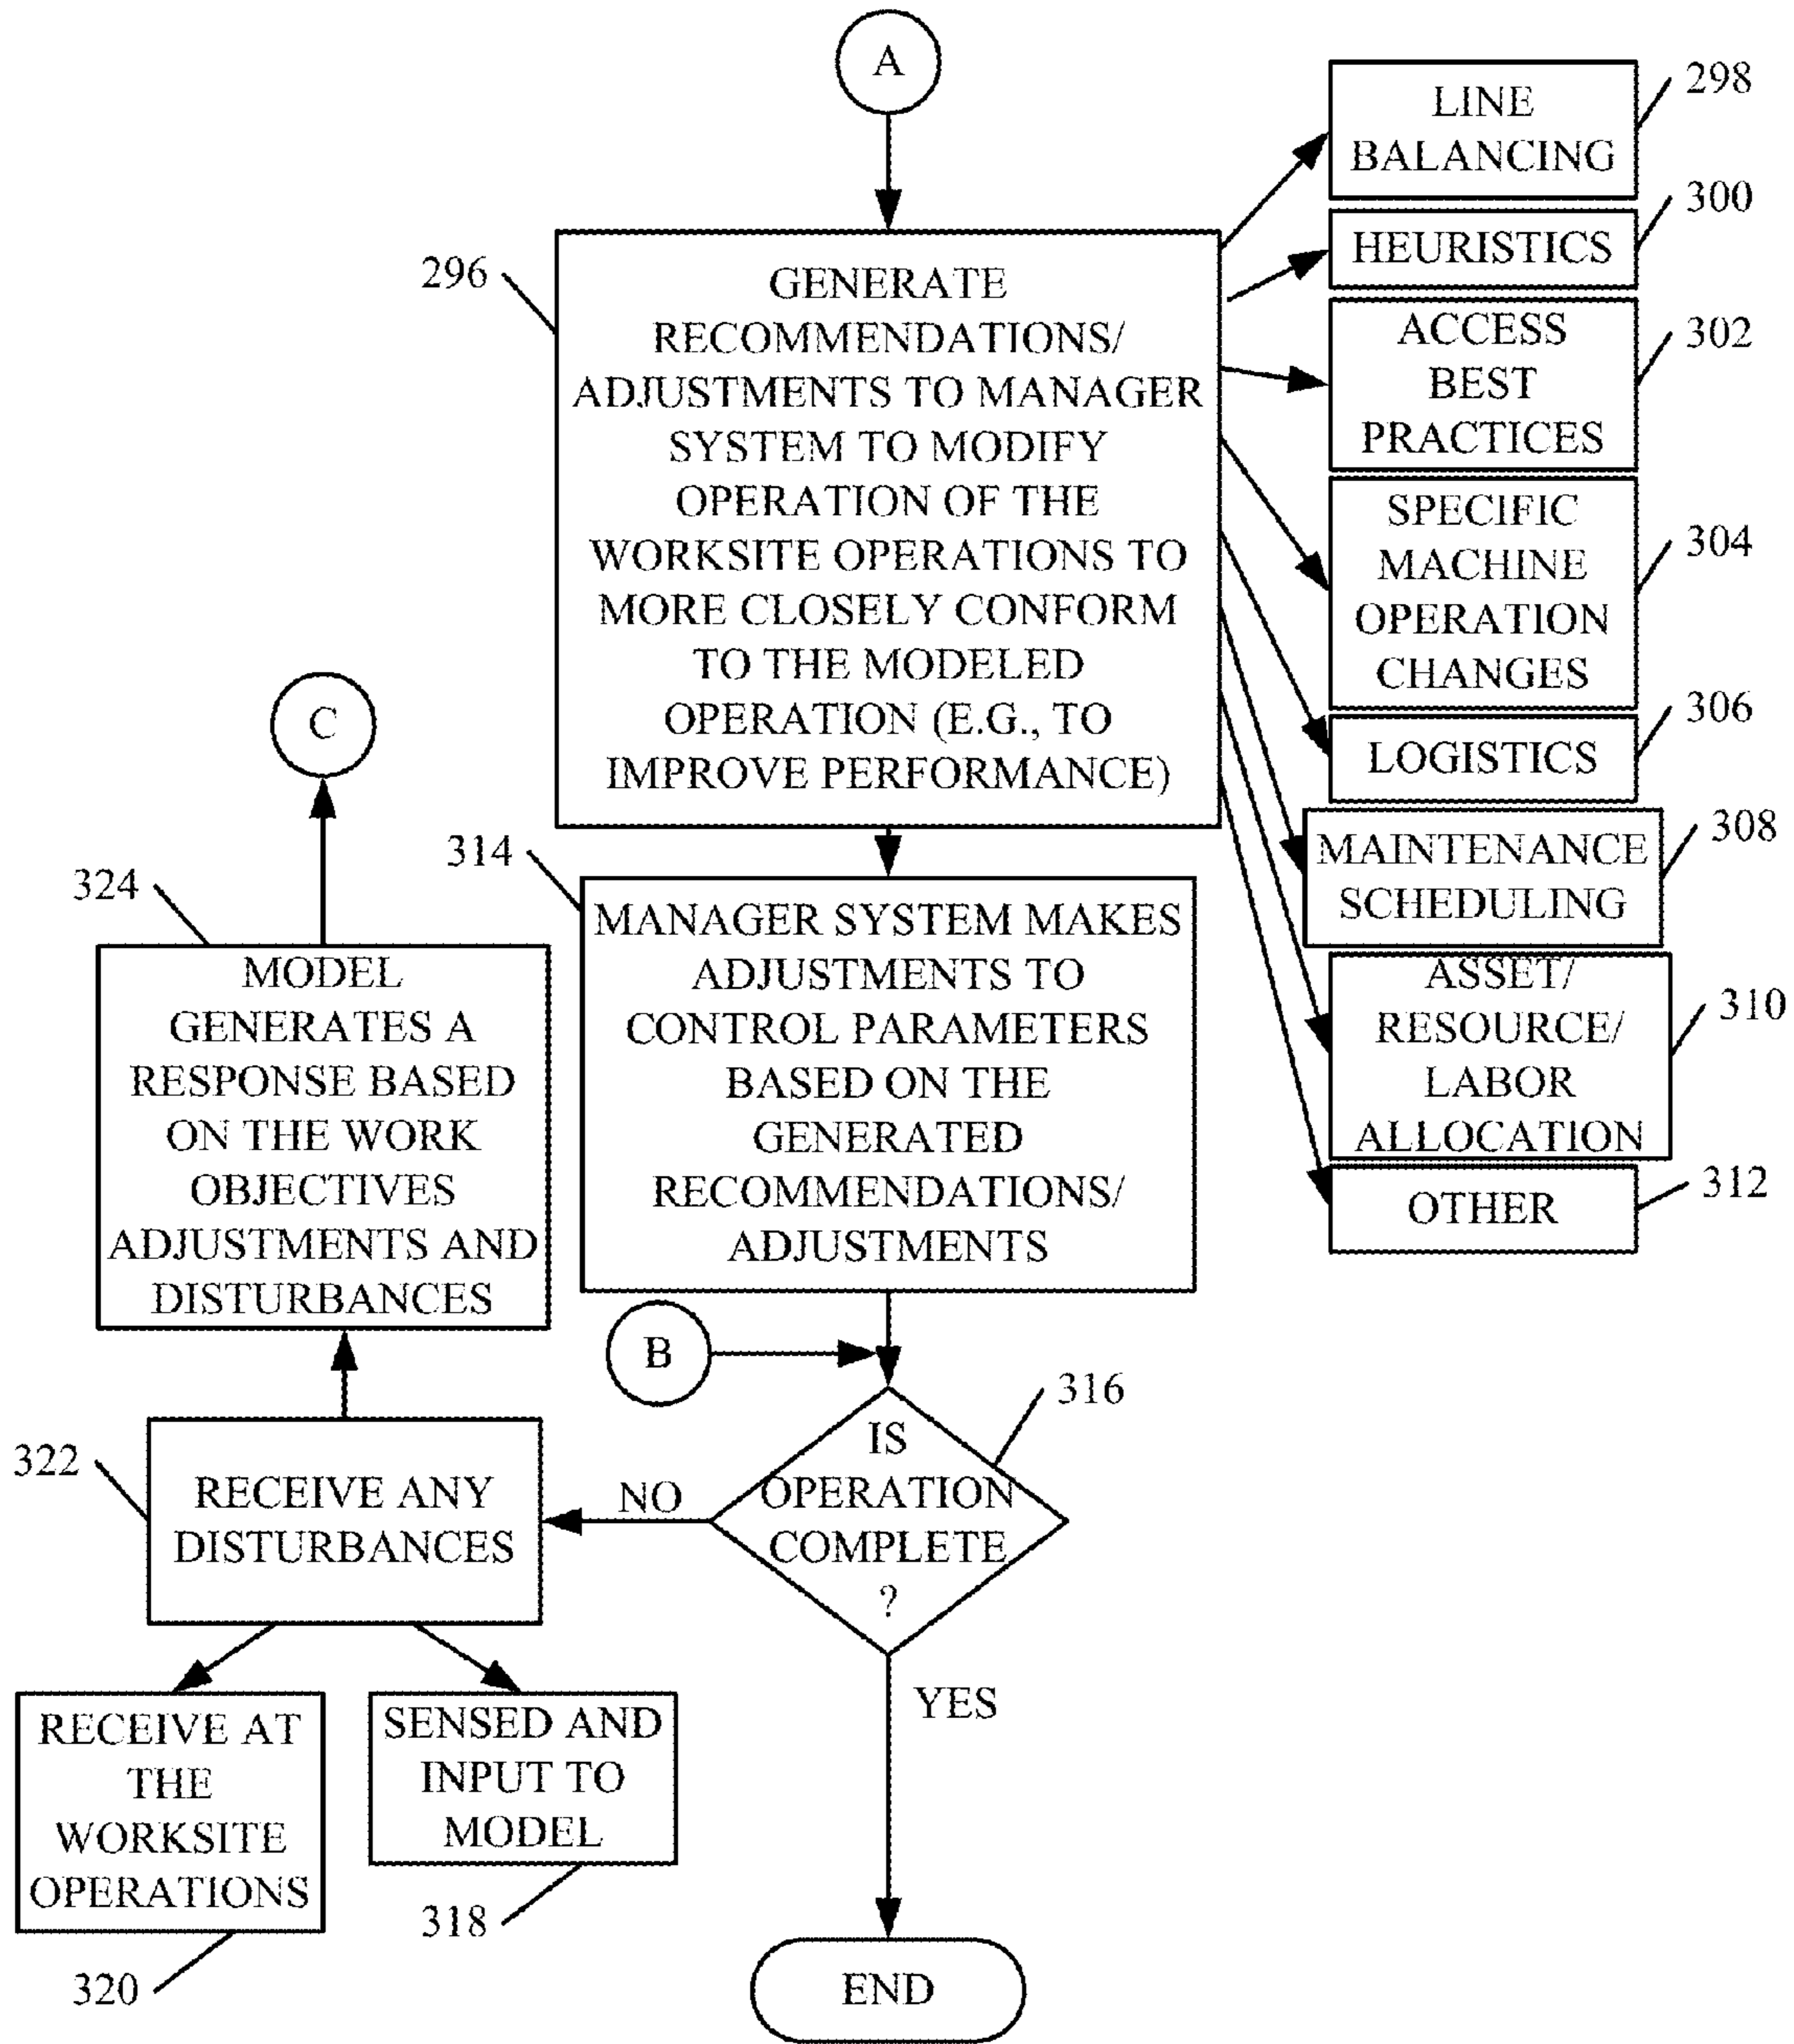 A
LINE
BALANCING
298
HEURISTICS
300
ACCESS
BEST
PRACTICES
302
SPECIFIC
MACHINE
OPERATION
CHANGES
304
LOGISTICS
306
MAINTENANCE
SCHEDULING
308
ASSET/
RESOURCE/
LABOR
ALLOCATION
310
OTHER
312
296
GENERATE
RECOMMENDATIONS/
ADJUSTMENTS TO MANAGER
SYSTEM TO MODIFY
OPERATION OF THE
WORKSITE OPERATIONS TO
MORE CLOSELY CONFORM
TO THE MODELED
OPERATION (E.G., TO
IMPROVE PERFORMANCE)
314
MANAGER SYSTEM MAKES
ADJUSTMENTS TO
CONTROL PARAMETERS
BASED ON THE
GENERATED
RECOMMENDATIONS/
ADJUSTMENTS
B
316
IS
OPERATION
COMPLETE
?
NO
YES
END
C
324
MODEL
GENERATES A
RESPONSE BASED
ON THE WORK
OBJECTIVES
ADJUSTMENTS AND
DISTURBANCES
322
RECEIVE ANY
DISTURBANCES
RECEIVE AT
THE
WORKSITE
OPERATIONS
320
SENSED AND
INPUT TO
MODEL
318